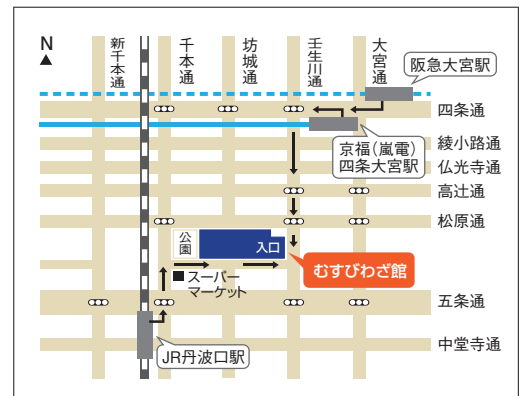 N
新千本通
千本通
坊城通
壬生川通
大宮通
阪急大宮駅
四条通
京福（嵐電）
四条大宮駅
綾小路通
仏光寺通
高辻通
松原通
公園
入口
むすびわざ館
スーパー
マーケット
五条通
JR丹波口駅
中堂寺通